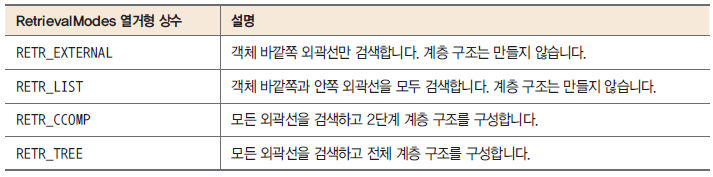 RetrievalModes 열거형 상수 설명
RETR_EXTERNAL 객체 바깥쪽 외곽선만 검색합니다. 계층 구조는 만들지 않습니다.
RETR_LIST 객체 바깥쪽과 안쪽 외곽선을 모두 검색합니다. 계층 구조는 만들지 않습니다.
RETR_CCOMP 모든 외곽선을 검색하고 2단계 계층 구조를 구성합니다.
RETR_TREE 모든 외곽선을 검색하고 전체 계층 구조를 구성합니다.